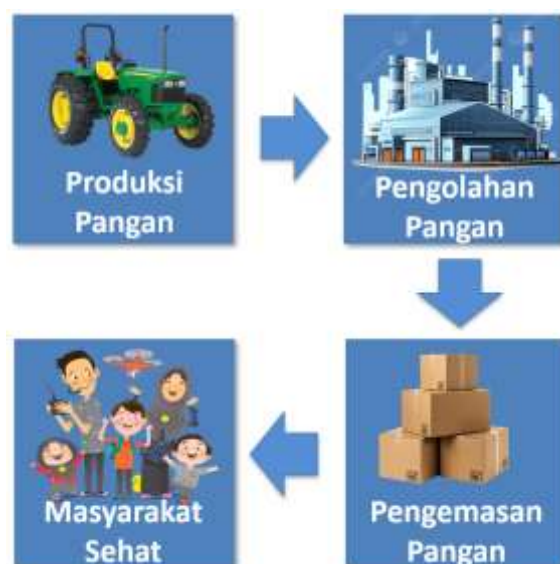 Produksi
Pangan
Pengolahan
Pangan
Pengemasan
Pangan
Masyarakat
Sehat